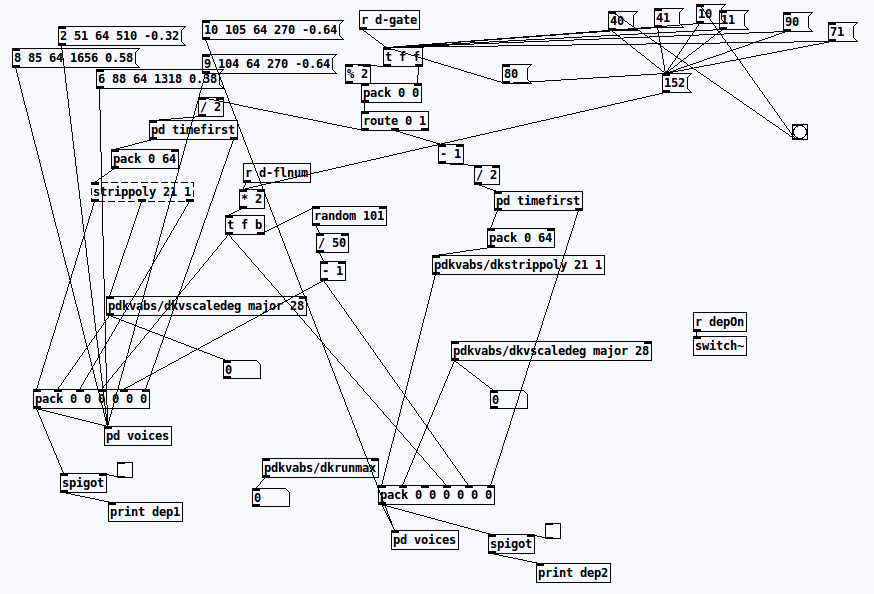 10 105 64 270 -0.64
r d-gate
40
41
10
11
90
71
2 51 64 510 -0.32
8 85 64 1656 0.58
9 104 64 270 -0.64
6 88 64 1318 0.38
% 2
t f f
80
152
pack 0 0
/ 2
pd timefirst
route 0 1
- 1
pack 0 64
r d-flnum
/ 2
strippoly 21 1
* 2
pd timefirst
t f b
random 101
pack 0 64
/ 50
- 1
pdkvabs/dkstrippoly 21 1
pdkvabs/dkvscaledeg major 28
r depOn
switch~
pdkvabs/dkvscaledeg major 28
0
0
pack 0 0 0 0 0 0
pd voices
pdkvabs/dkrunmax
spigot
0
pack 0 0 0 0 0 0
print dep1
pd voices
spigot
print dep2